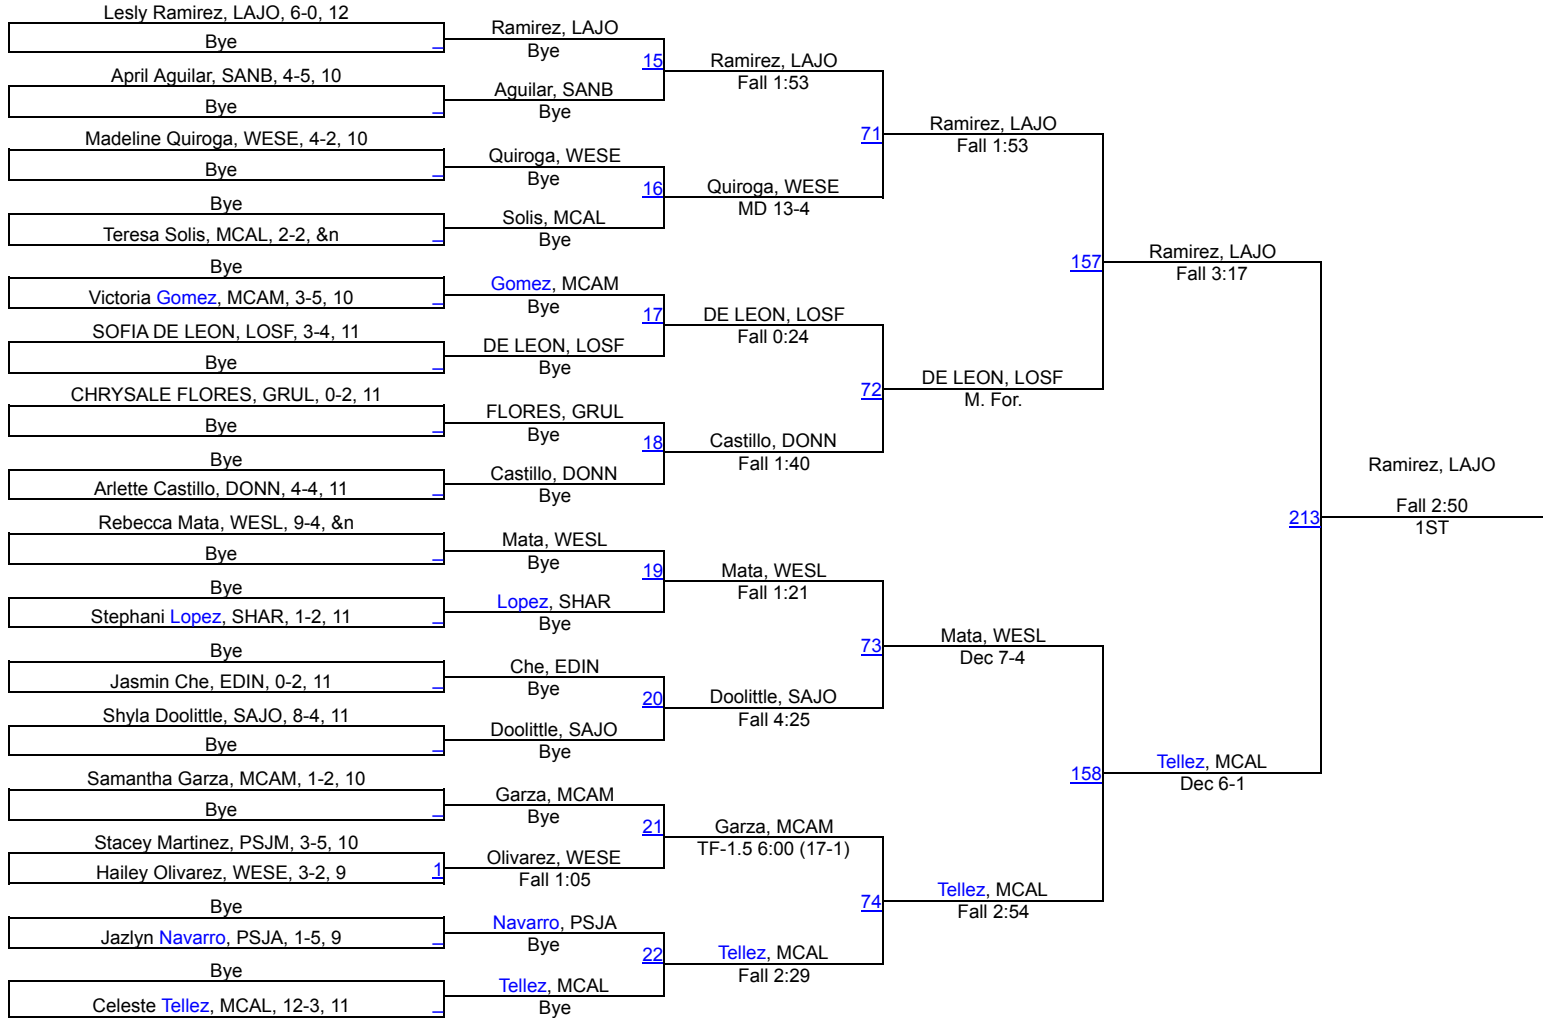 Lesly Ramirez, LAJO, 6-0, 12
Bye
April Aguilar, SANB, 4-5, 10
Bye
Madeline Quiroga, WESE, 4-2, 10
Bye
Bye
Teresa Solis, MCAL, 2-2, &n
Bye
Victoria Gomez, MCAM, 3-5, 10
SOFIA DE LEON, LOSF, 3-4, 11
Bye
CHRYSALE FLORES, GRUL, 0-2, 11
Bye
Bye
Arlette Castillo, DONN, 4-4, 11
Rebecca Mata, WESL, 9-4, &n
Bye
Bye
Stephani Lopez, SHAR, 1-2, 11
Bye
Jasmin Che, EDIN, 0-2, 11
Shyla Doolittle, SAJO, 8-4, 11
Bye
Samantha Garza, MCAM, 1-2, 10
Bye
Stacey Martinez, PSJM, 3-5, 10
Hailey Olivarez, WESE, 3-2, 9
1
Bye
Jazlyn Navarro, PSJA, 1-5, 9
Bye
Celeste Tellez, MCAL, 12-3, 11
Ramirez, LAJO
Bye
15
Aguilar, SANB
Bye
Quiroga, WESE
Bye
16
Solis, MCAL
Bye
Gomez, MCAM
Bye
17
DE LEON, LOSF
Bye
FLORES, GRUL
Bye
18
Castillo, DONN
Bye
Mata, WESL
Bye
19
Lopez, SHAR
Bye
Che, EDIN
Bye
20
Doolittle, SAJO
Bye
Garza, MCAM
Bye
21
Olivarez, WESE
Fall 1:05
Navarro, PSJA
Bye
22
Tellez, MCAL
Bye
Ramirez, LAJO
Fall 1:53
71
Quiroga, WESE
MD 13-4
DE LEON, LOSF
Fall 0:24
72
Castillo, DONN
Fall 1:40
Mata, WESL
Fall 1:21
73
Doolittle, SAJO
Fall 4:25
Garza, MCAM
TF-1.5 6:00 (17-1)
74
Tellez, MCAL
Fall 2:29
Ramirez, LAJO
Fall 1:53
157
DE LEON, LOSF
M. For.
Mata, WESL
Dec 7-4
158
Tellez, MCAL
Fall 2:54
Ramirez, LAJO
Fall 3:17
213
Tellez, MCAL
Dec 6-1
Ramirez, LAJO
Fall 2:50
1ST